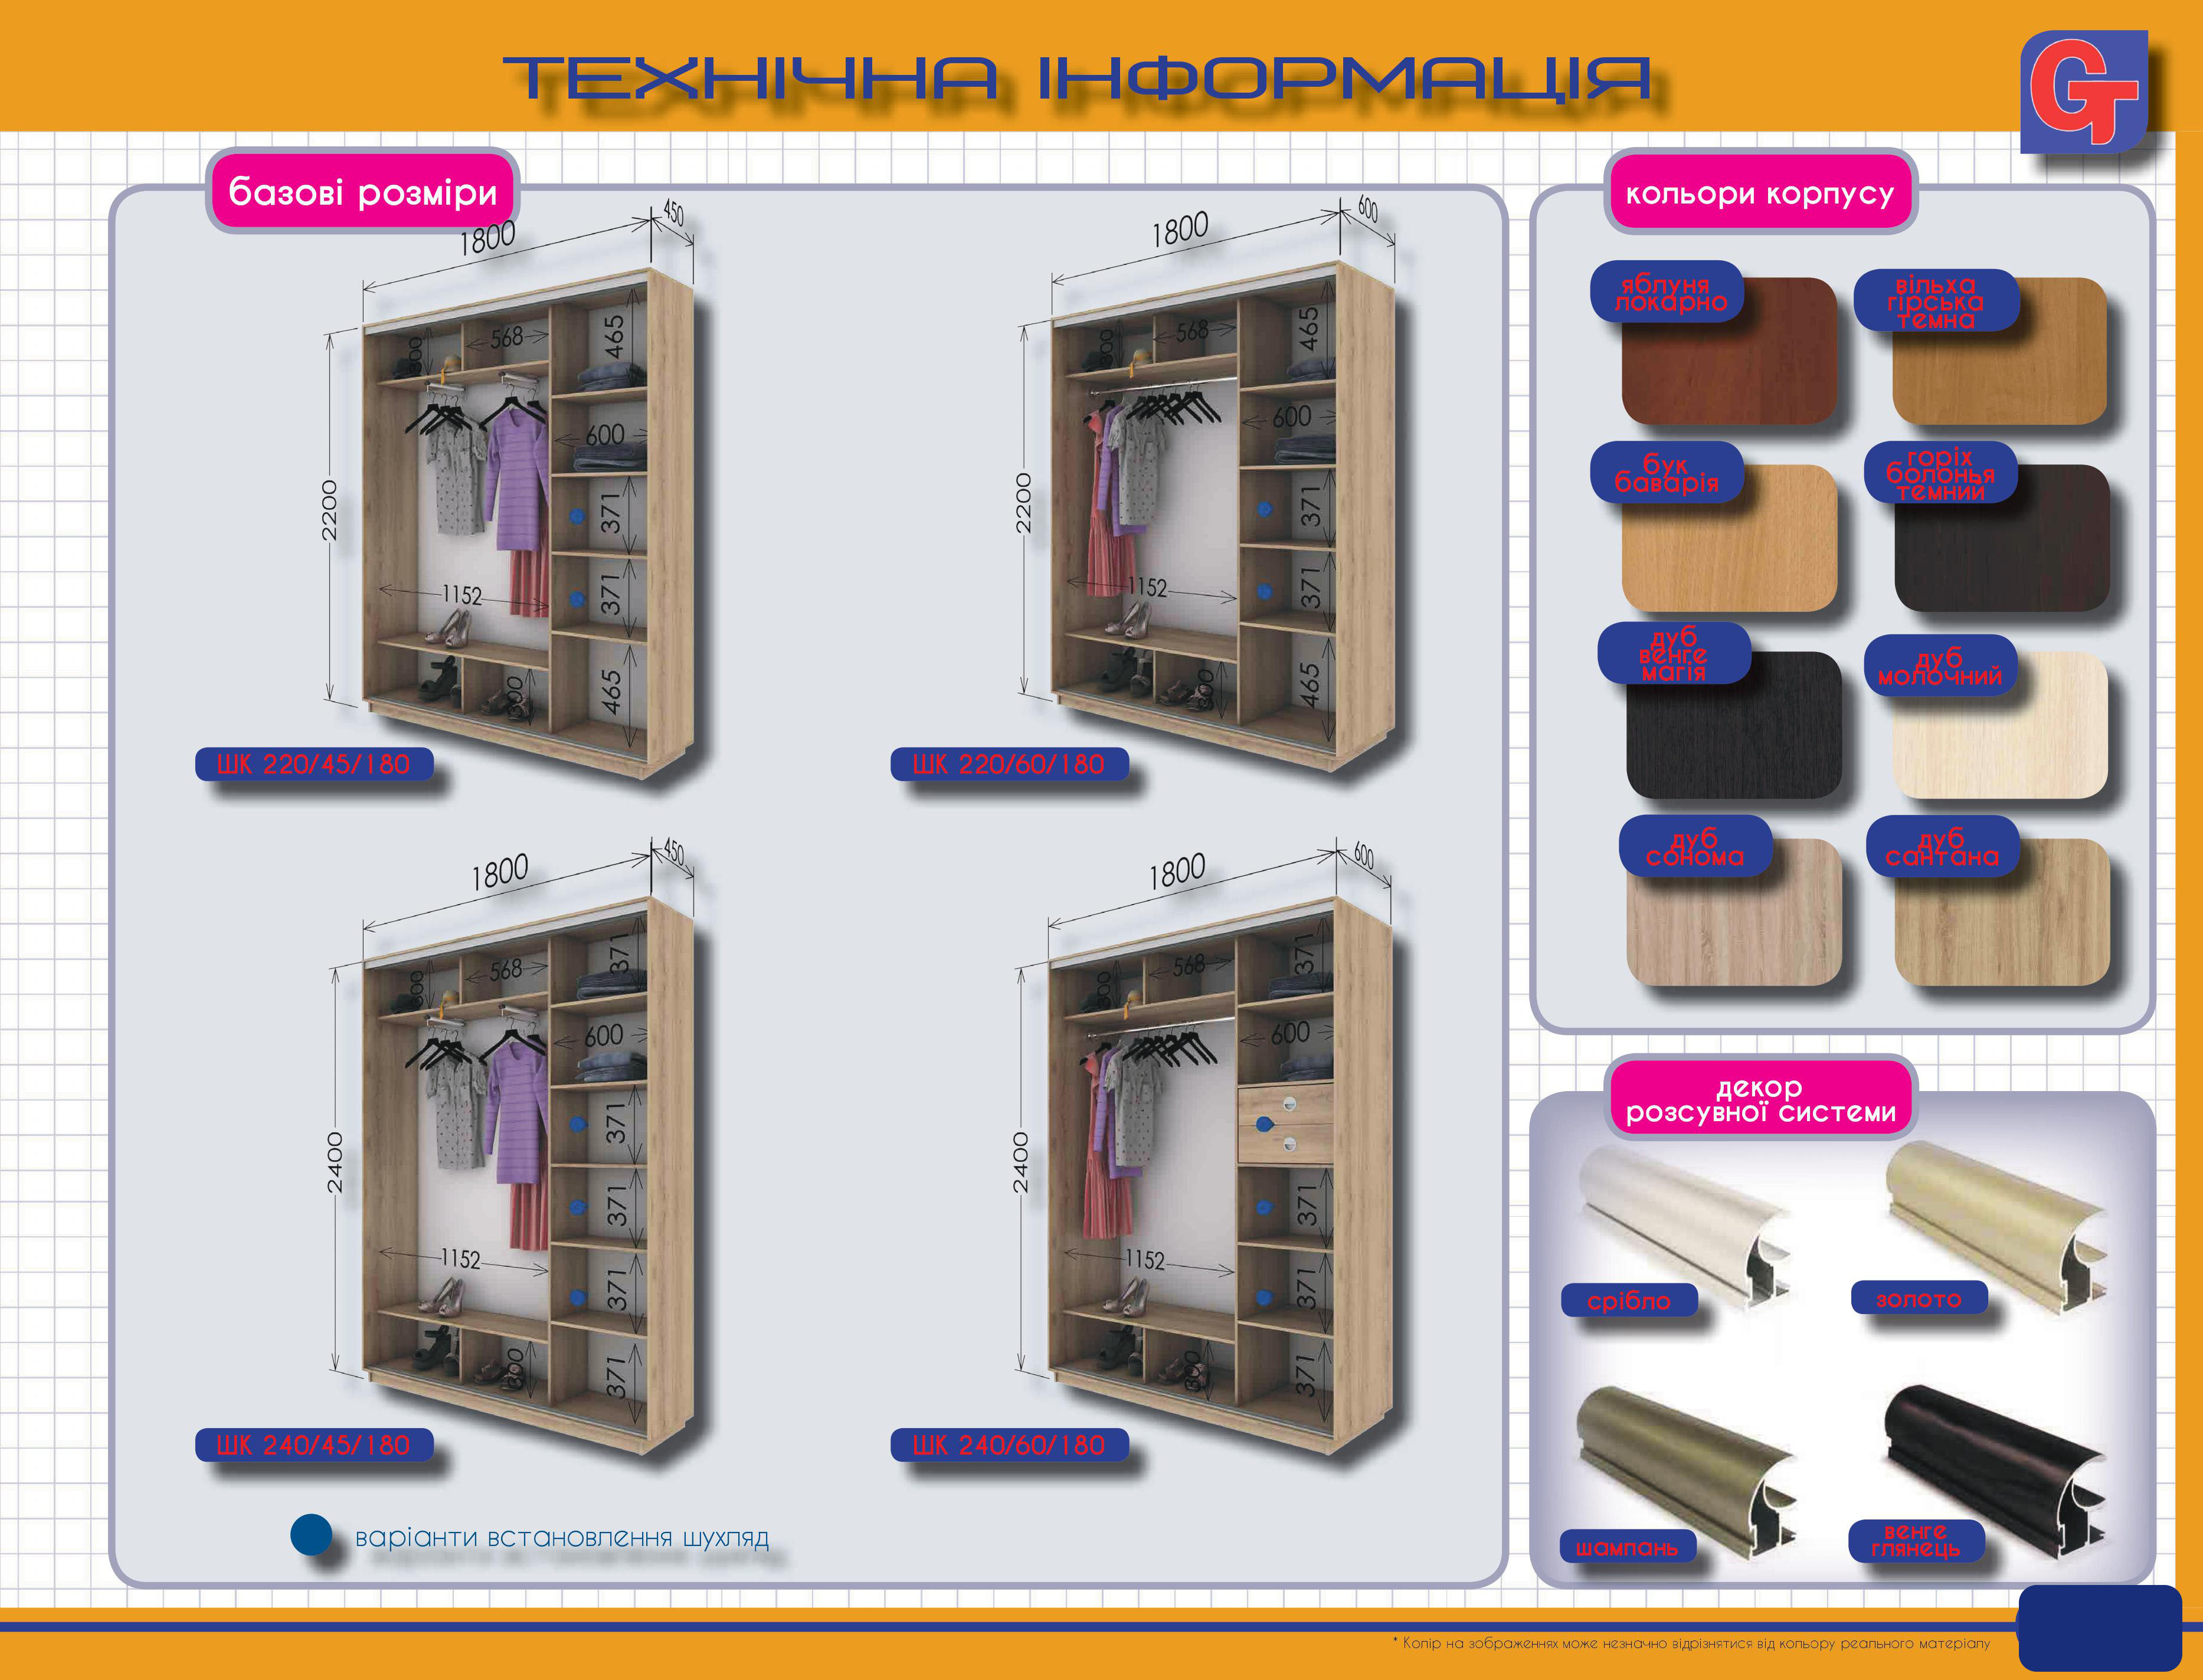 ТЕХНІЧНА ІНФОРМАЦІЯ
GT
базові розміри
1800
450
2200
300
568
465
600
371
1152
371
300
465
ШК 220/45/180
1800
600
2200
300
568
465
600
371
1152
371
300
465
ШК 220/60/180
1800
450
2400
300
568
371
600
371
371
1152
371
300
371
ШК 240/45/180
1800
600
2400
300
568
371
600
371
1152
371
300
371
ШК 240/60/180
варіанти встановлення шухляд
кольори корпусу
яблуня
локарно
вільха
гірська
темна
бук
баварія
горіх
болонья
темний
дуб
венге
магія
дуб
молочний
дуб
сонома
дуб
сантана
декор
розсувної системи
срібло
золото
шампань
венге
глянець
* Колір на зображеннях може незначно відрізнятися від кольору реального матеріалу